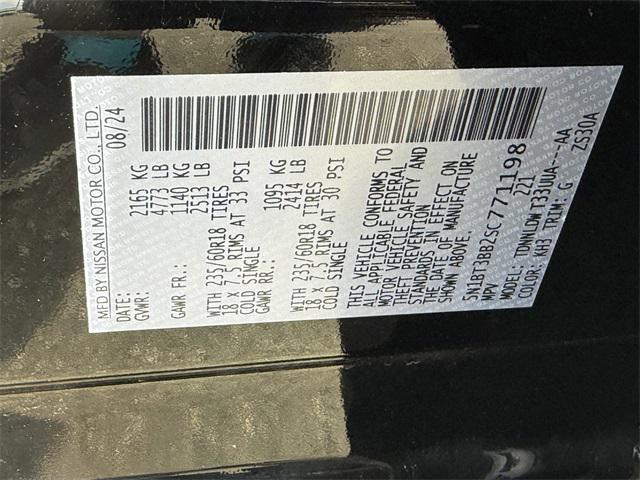 MFD BY NISSAN MOTOR CO., LTD.
DATE: 08/24
GVWR: 2165 KG
4773 LB
GAWR FR.: 1140 KG
2513 LB
WITH 235/60R18 TIRES
18 X 7.5 RIMS AT 33 PSI
COLD SINGLE
GAWR RR.: 1095 KG
2414 LB
WITH 235/60R18 TIRES
18 X 7.5 RIMS AT 30 PSI
COLD SINGLE
THIS VEHICLE CONFORMS TO
ALL APPLICABLE FEDERAL
MOTOR VEHICLE SAFETY AND
THEFT PREVENTION
STANDARDS IN EFFECT ON
THE DATE OF MANUFACTURE
SHOWN ABOVE.
5N1BT3BB2SC771198
MPV 221
MODEL: TDNNLDW T33UUA----AA
COLOR: KH3 TRIM: G ZS30A